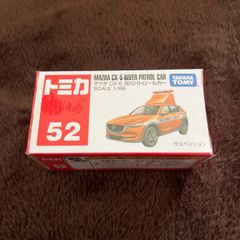 トミカ
52
MAZDA CX-5 RIVER PATROL CAR
マツダ CX-5 河川パトロールカー
SCALE 1/66
TAKARA TOMY
サスペンション